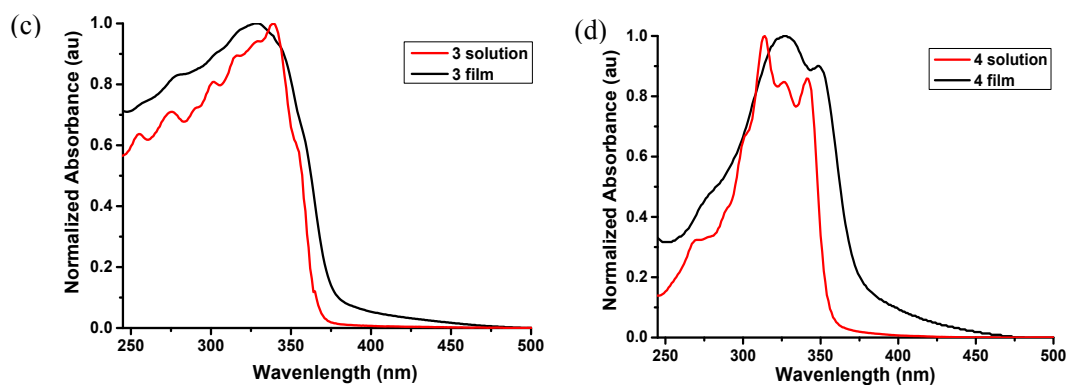 (c)
Normalized Absorbance (au)
1.0
0.8
0.6
0.4
0.2
0.0
3 solution
3 film
250 300 350 400 450 500
Wavelength (nm)
(d)
Normalized Absorbance (au)
1.0
0.8
0.6
0.4
0.2
0.0
4 solution
4 film
250 300 350 400 450 500
Wavelength (nm)